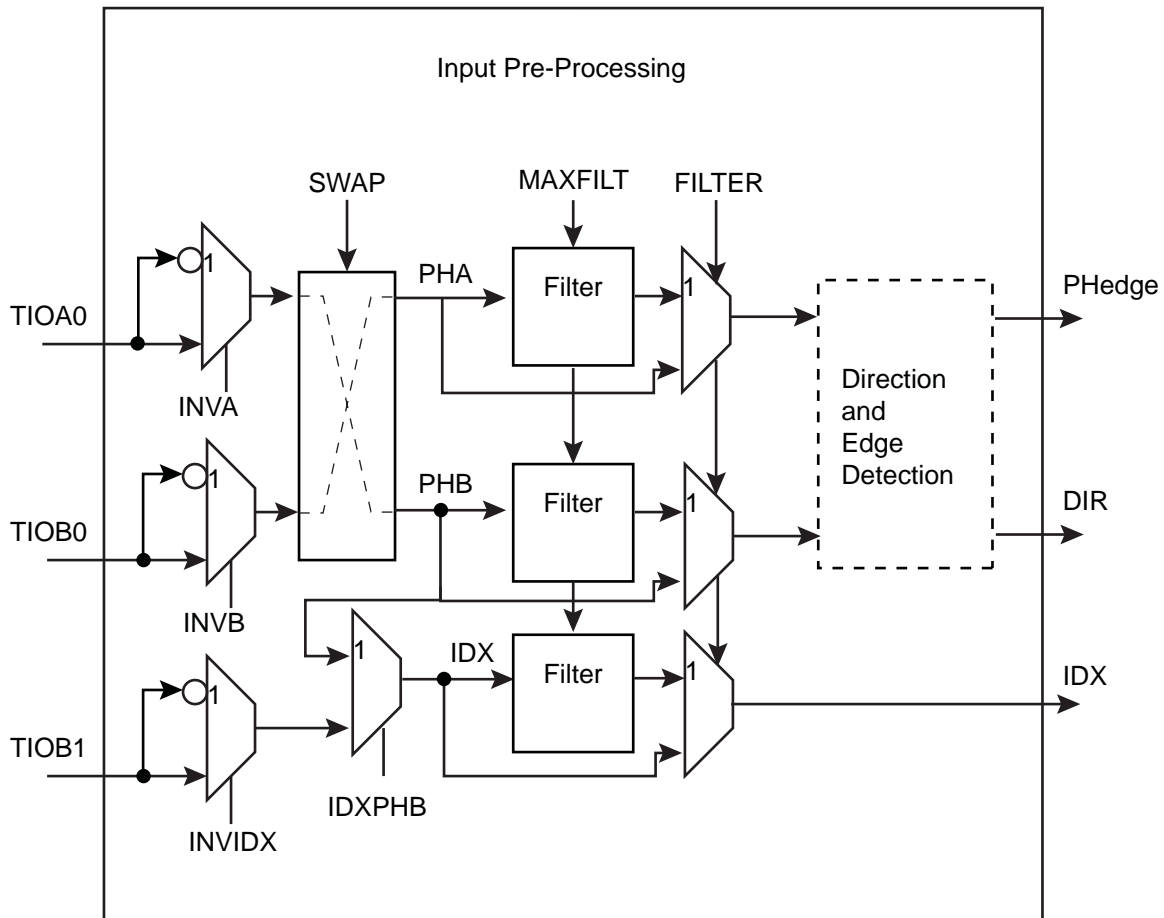 Input Pre-Processing
SWAP
MAXFILT
FILTER
1
PHA
Filter
1
PHedge
TIOA0
Direction
and
Edge
Detection
INVA
1
PHB
Filter
1
DIR
TIOB0
INVB
1
IDX
Filter
1
IDX
1
TIOB1
IDXPHB
INVIDX